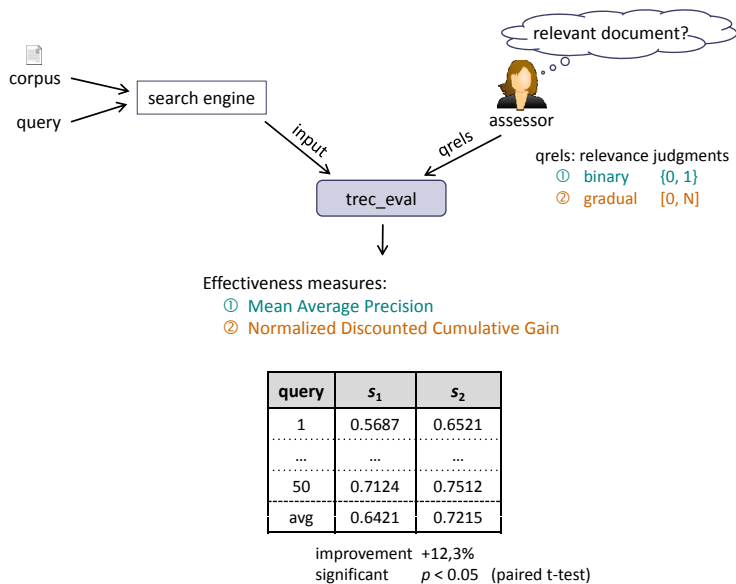 relevant document?
corpus
search engine
query
assessor
input
qrels
qrels: relevance judgments
① binary {0, 1}
② gradual [0, N]
trec_eval
Effectiveness measures:
① Mean Average Precision
② Normalized Discounted Cumulative Gain
query s₁ s₂
1 0.5687 0.6521
... ... ...
50 0.7124 0.7512
avg 0.6421 0.7215
improvement +12,3%
significant p < 0.05 (paired t-test)